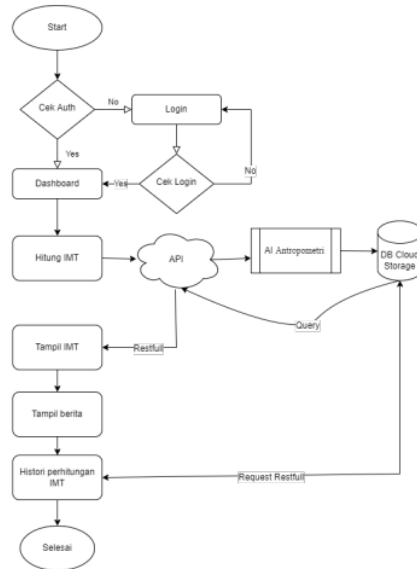 Start
Cek Auth
No
Login
Yes
No
Dashboard
Yes
Cek Login
Hitung IMT
API
AI Antropometri
DB Cloud
Storage
Query
Tampil IMT
Restfull
Tampil berita
Histori perhitungan
IMT
Request Restfull
Selesai